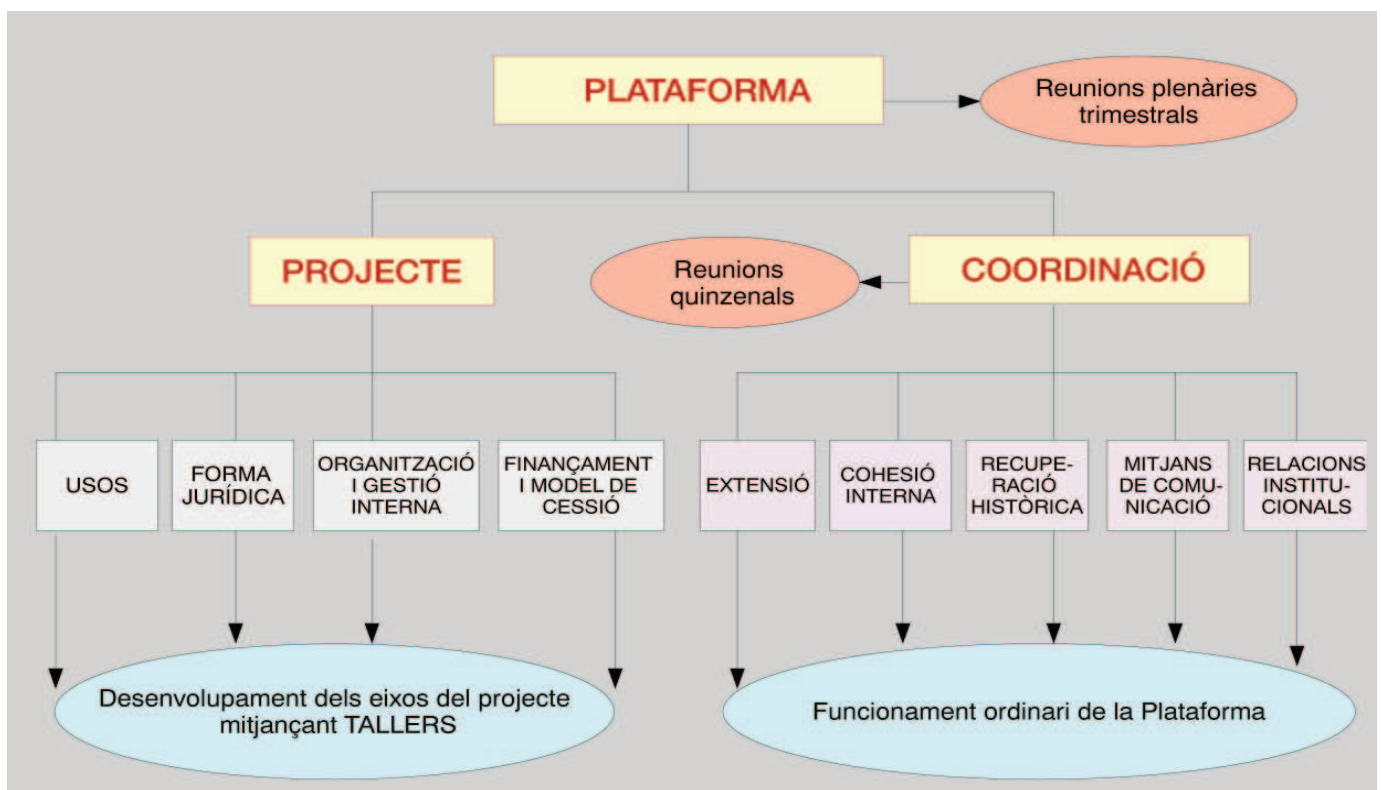 PLATAFORMA
Reunions plenàries
trimestrals
PROJECTE
Reunions
quinzenals
COORDINACIÓ
USOS
FORMA
JURÍDICA
ORGANITZACIÓ
I GESTIÓ
INTERNA
FINANÇAMENT
I MODEL DE
CESSIÓ
EXTENSIÓ
COHESIÓ
INTERNA
RECUPE-
RACIÓ
HISTÒRICA
MITJANS
DE COMU-
NICACIÓ
RELACIONS
INSTITU-
CIONALS
Desenvolupament dels eixos del projecte
mitjançant TALLERS
Funcionament ordinari de la Plataforma